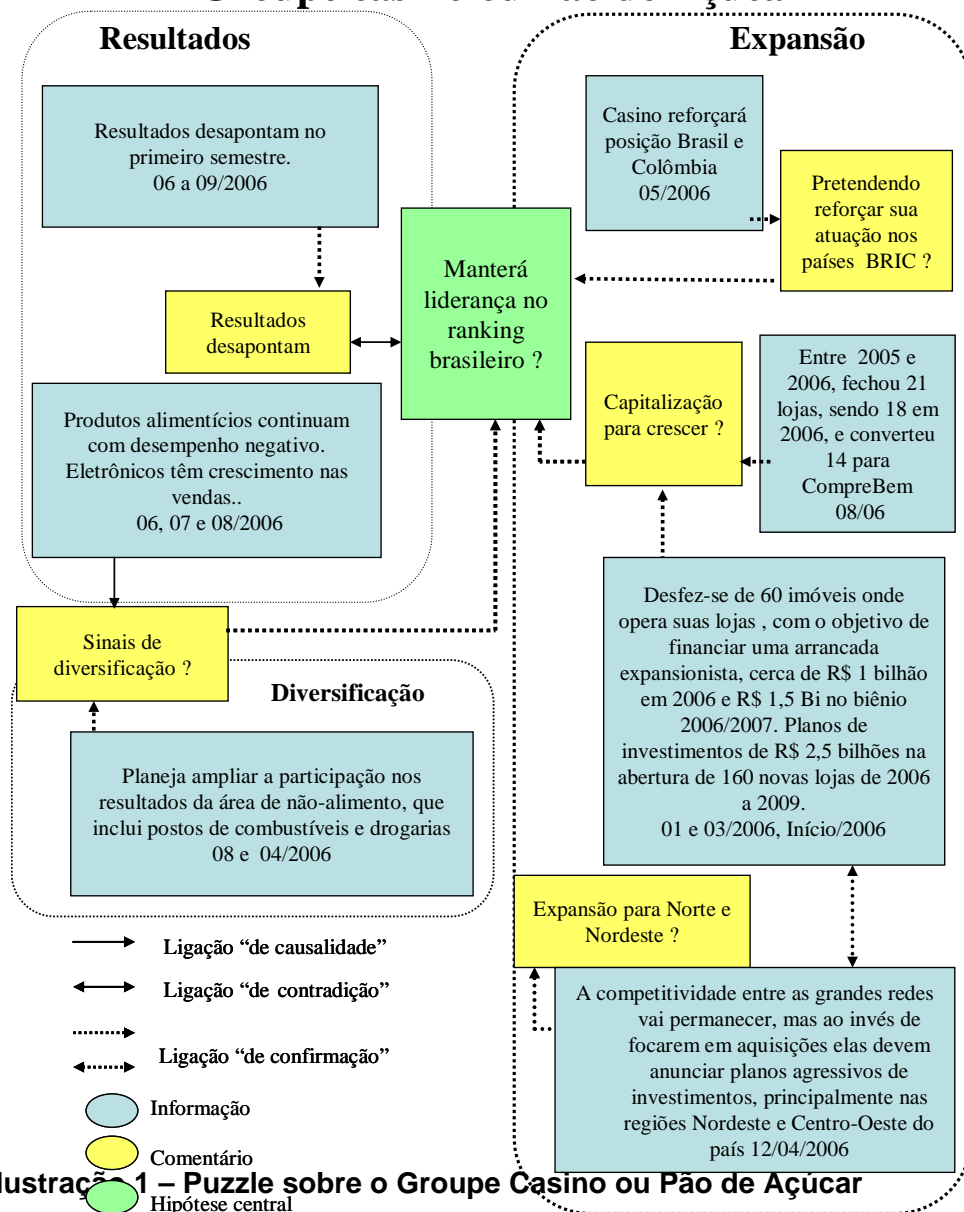 Resultados
Expansão
Resultados desapontam no
primeiro semestre.
06 a 09/2006
Casino reforçará
posição Brasil e
Colômbia
05/2006
Pretendendo
reforçar sua
atuação nos
países BRIC ?
Manterá
liderança no
ranking
brasileiro ?
Resultados
desapontam
Capitalização
para crescer ?
Entre 2005 e
2006, fechou 21
lojas, sendo 18 em
2006, e converteu
14 para
CompreBem
08/06
Produtos alimentícios continuam
com desempenho negativo.
Eletrônicos têm crescimento nas
vendas..
06, 07 e 08/2006
Sinais de
diversificação ?
Diversificação
Planeja ampliar a participação nos
resultados da área de não-alimento, que
inclui postos de combustíveis e drogarias
08 e 04/2006
Desfez-se de 60 imóveis onde
opera suas lojas , com o objetivo de
financiar uma arrancada
expansionista, cerca de R$ 1 bilhão
em 2006 e R$ 1,5 Bi no biênio
2006/2007. Planos de
investimentos de R$ 2,5 bilhões na
abertura de 160 novas lojas de 2006
a 2009.
01 e 03/2006, Início/2006
Expansão para Norte e
Nordeste ?
A competitividade entre as grandes redes
vai permanecer, mas ao invés de
focarem em aquisições elas devem
anunciar planos agressivos de
investimentos, principalmente nas
regiões Nordeste e Centro-Oeste do
país 12/04/2006
Ligação “de causalidade”
Ligação “de contradição”
Ligação “de confirmação”
Informação
Comentário
Hipótese central
lustração 1 – Puzzle sobre o Groupe Casino ou Pão de Açúcar